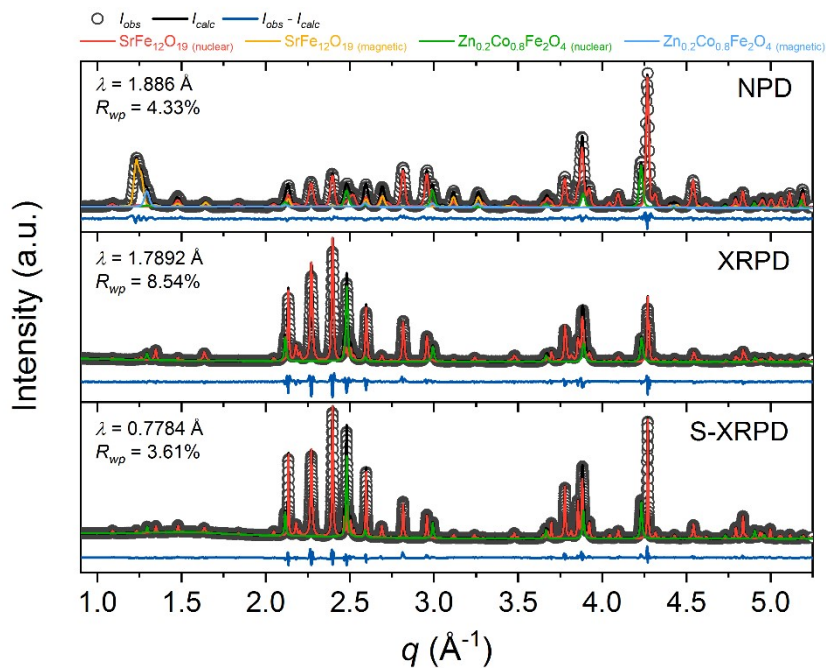 I_obs I_calc I_obs - I_calc
SrFe₁₂O₁₉ (nuclear) SrFe₁₂O₁₉ (magnetic) Zn₀.₂Co₀.₈Fe₂O₄ (nuclear) Zn₀.₂Co₀.₈Fe₂O₄ (magnetic)
λ = 1.886 Å
NPD
R_wp = 4.33%
λ = 1.7892 Å
XRPD
R_wp = 8.54%
λ = 0.7784 Å
S-XRPD
R_wp = 3.61%
Intensity (a.u.)
1.0 1.5 2.0 2.5 3.0 3.5 4.0 4.5 5.0
q (Å⁻¹)